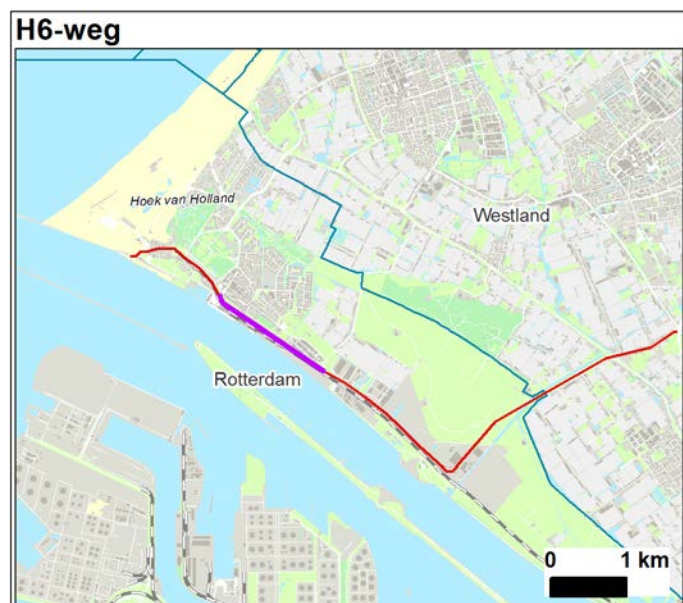 H6-weg
Hoek van Holland
Westland
Rotterdam
0 1 km